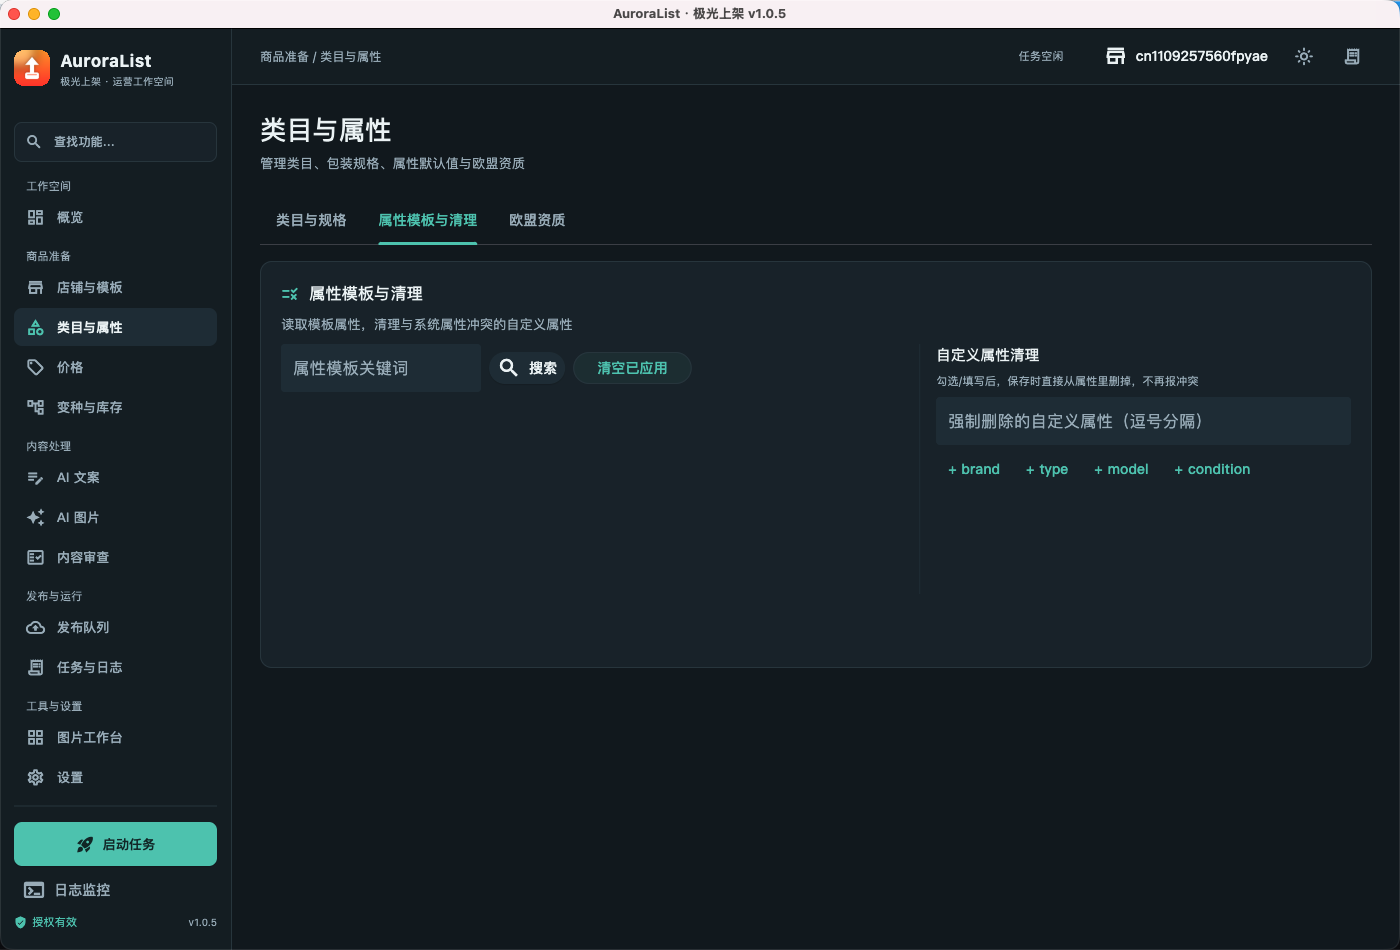 AuroraList · 极光上架 v1.0.5
AuroraList
极光上架 · 运营工作空间
查找功能...
工作空间
概览
商品准备
店铺与模板
类目与属性
价格
变种与库存
内容处理
AI 文案
AI 图片
内容审查
发布与运行
发布队列
任务与日志
工具与设置
图片工作台
设置
启动任务
日志监控
授权有效
v1.0.5
商品准备 / 类目与属性
任务空闲
cn1109257560fpyae
类目与属性
管理类目、包装规格、属性默认值与欧盟资质
类目与规格
属性模板与清理
欧盟资质
属性模板与清理
读取模板属性，清理与系统属性冲突的自定义属性
属性模板关键词
搜索
清空已应用
自定义属性清理
勾选/填写后，保存时直接从属性里删掉，不再报冲突
强制删除的自定义属性（逗号分隔）
+ brand
+ type
+ model
+ condition